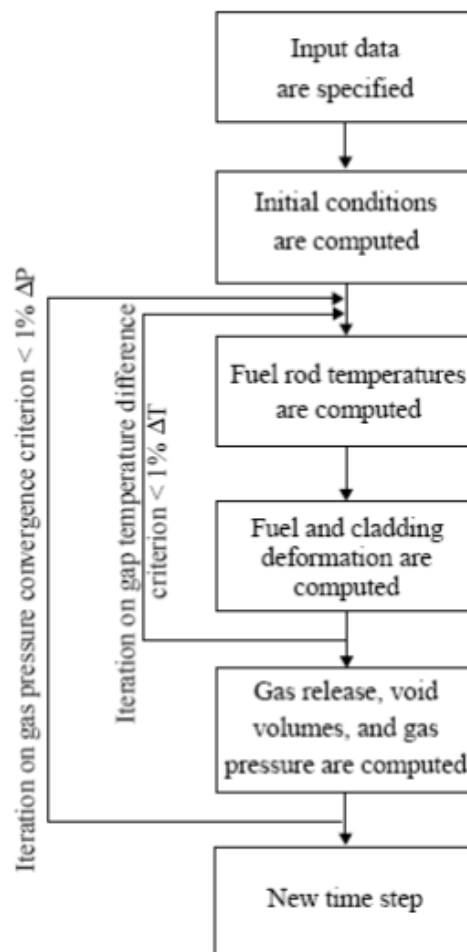 Input data
are specified
Initial conditions
are computed
Iteration on gas pressure convergence criterion < 1% ΔP
Iteration on gap temperature difference
criterion < 1% ΔT
Fuel rod temperatures
are computed
Fuel and cladding
deformation are
computed
Gas release, void
volumes, and gas
pressure are computed
New time step